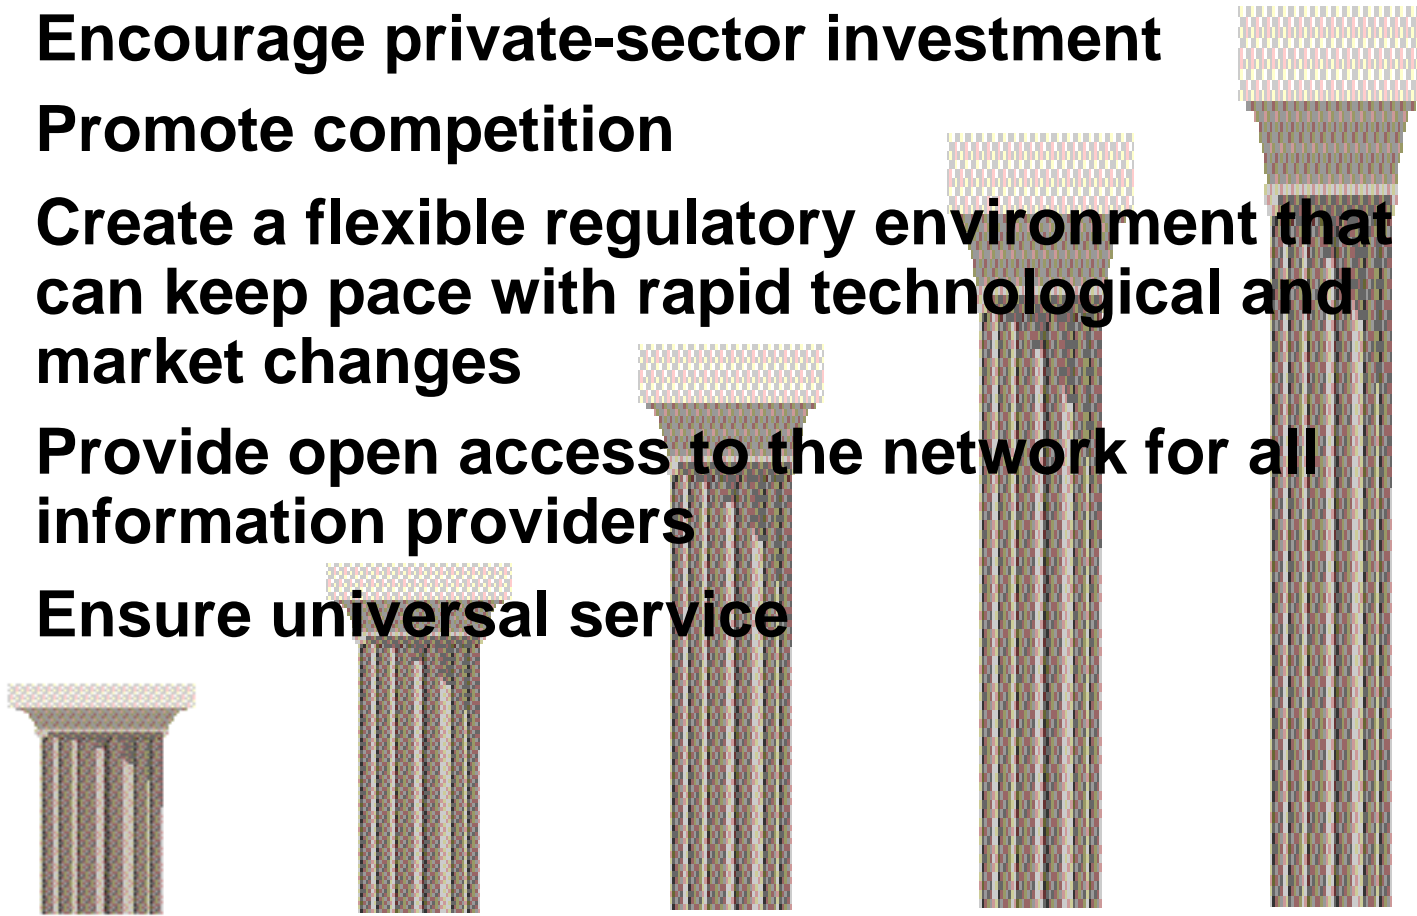 Encourage private-sector investment
Promote competition
Create a flexible regulatory environment that
can keep pace with rapid technological and
market changes
Provide open access to the network for all
information providers
Ensure universal service